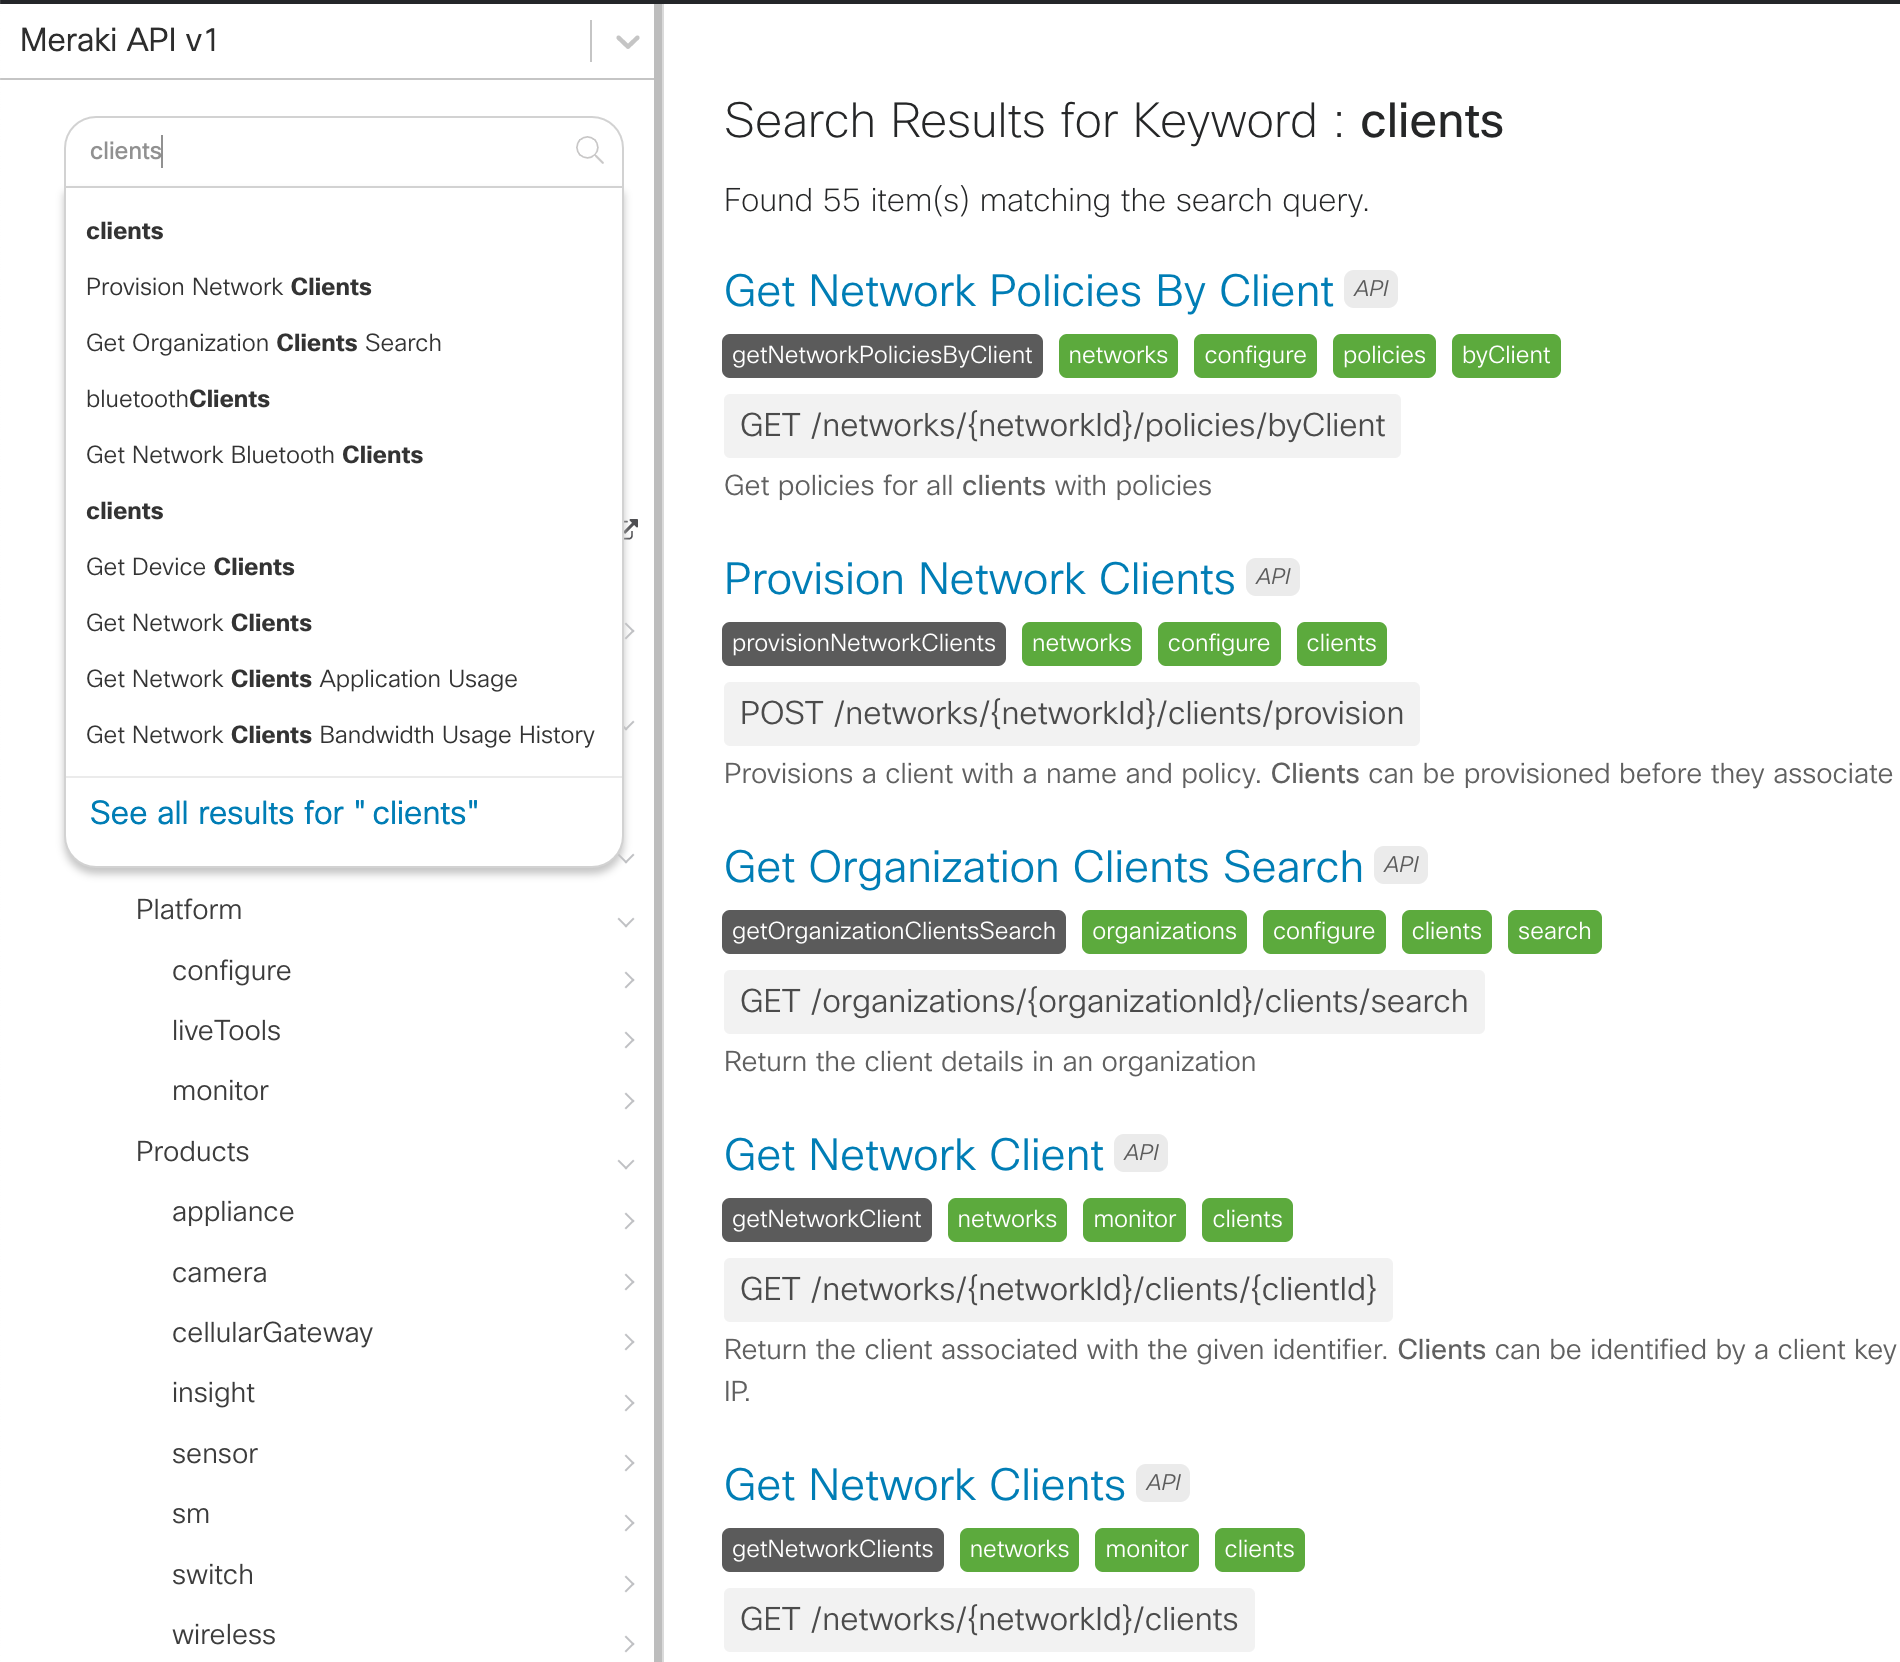 Meraki API v1
clients
clients
Provision Network Clients
Get Organization Clients Search
bluetoothClients
Get Network Bluetooth Clients
clients
Get Device Clients
Get Network Clients
Get Network Clients Application Usage
Get Network Clients Bandwidth Usage History
See all results for " clients"
Platform
configure
liveTools
monitor
Products
appliance
camera
cellularGateway
insight
sensor
sm
switch
wireless
Search Results for Keyword : clients
Found 55 item(s) matching the search query.
Get Network Policies By Client API
getNetworkPoliciesByClient networks configure policies byClient
GET /networks/{networkId}/policies/byClient
Get policies for all clients with policies
Provision Network Clients API
provisionNetworkClients networks configure clients
POST /networks/{networkId}/clients/provision
Provisions a client with a name and policy. Clients can be provisioned before they associate
Get Organization Clients Search API
getOrganizationClientsSearch organizations configure clients search
GET /organizations/{organizationId}/clients/search
Return the client details in an organization
Get Network Client API
getNetworkClient networks monitor clients
GET /networks/{networkId}/clients/{clientId}
Return the client associated with the given identifier. Clients can be identified by a client key
IP.
Get Network Clients API
getNetworkClients networks monitor clients
GET /networks/{networkId}/clients